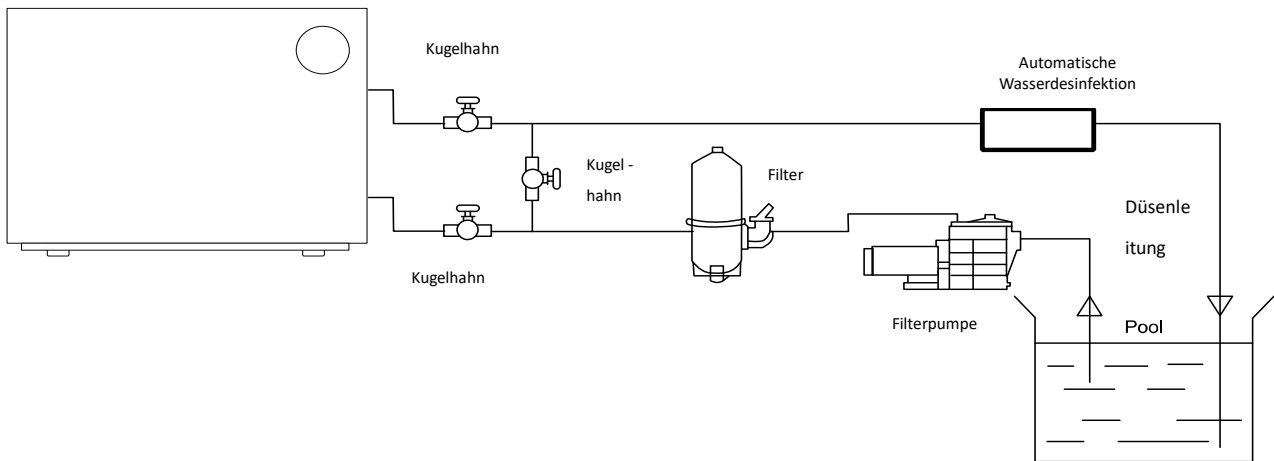 Kugelhahn
Automatische
Wasserdesinfektion
Kugel -
hahn
Filter
Düsenle
itung
Kugelhahn
Filterpumpe
Pool